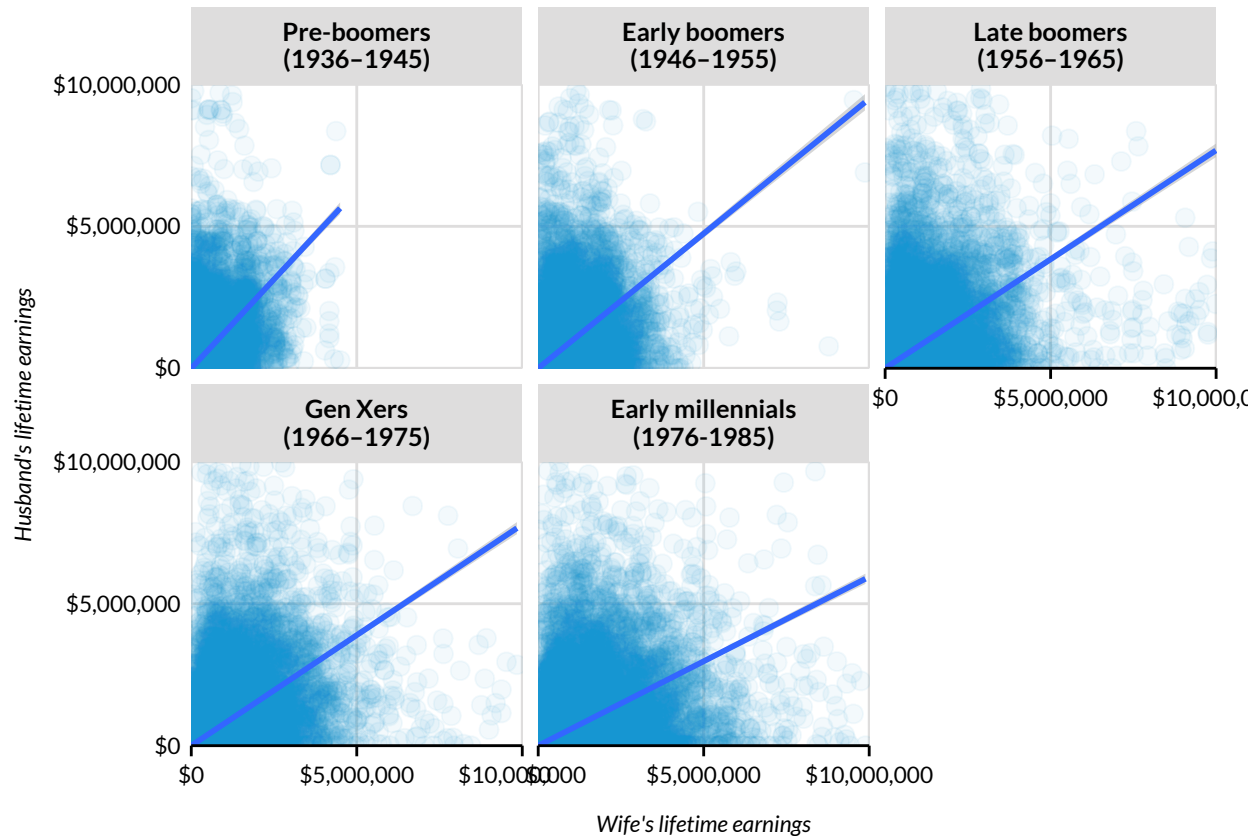 Pre-boomers
(1936–1945)
Early boomers
(1946–1955)
Late boomers
(1956–1965)
$10,000,000
$5,000,000
$0
$0
$5,000,000
Gen Xers
(1966–1975)
Early millennials
(1976-1985)
$10,000,000
$5,000,000
$0
Husband's lifetime earnings
$0
$5,000,000
$5,000,000
$10,000,000
Wife's lifetime earnings